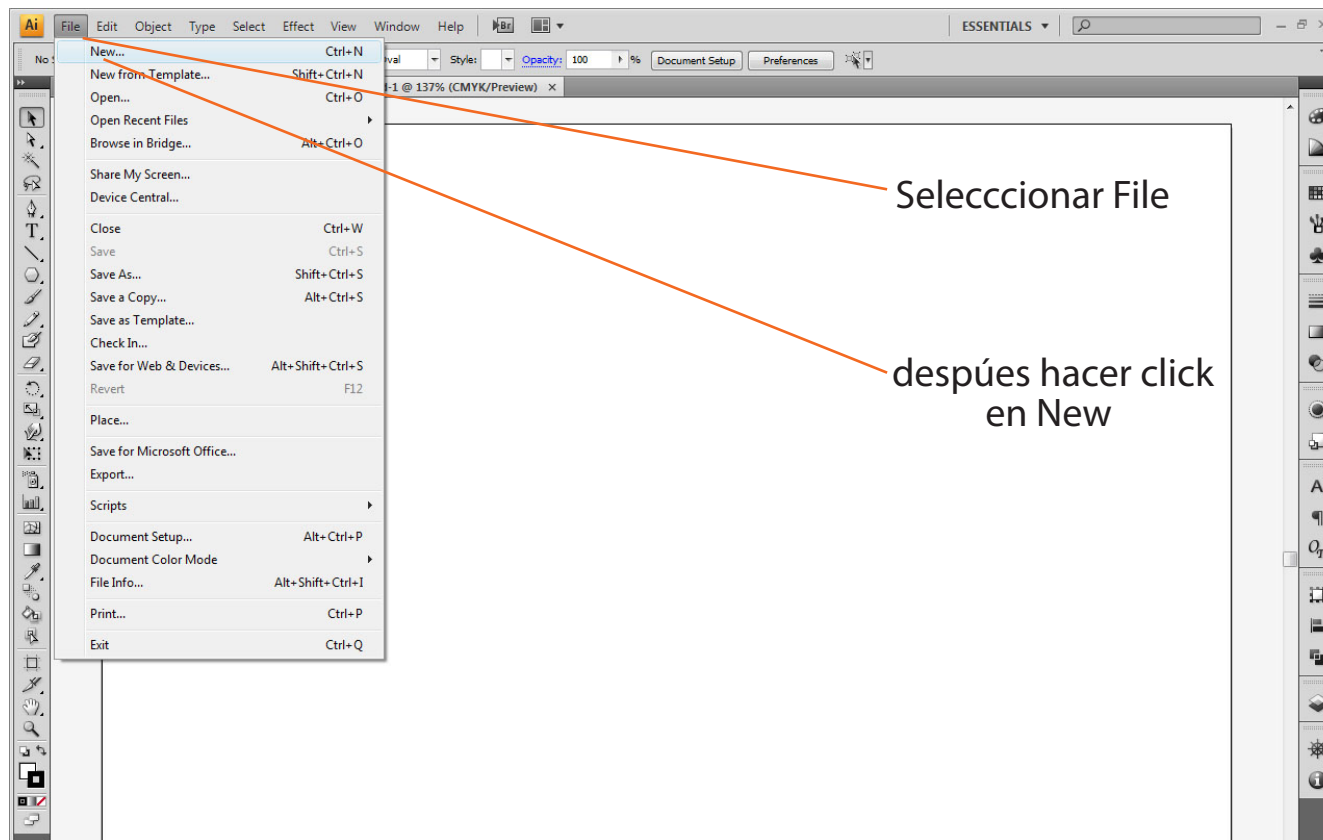 Ai File Edit Object Type Select Effect View Window Help Br ESSENTIALS
No Style: Opacity: 100 % Document Setup Preferences
-1 @ 137% (CMYK/Preview) ×
New... Ctrl+N
New from Template... Shift+Ctrl+N
Open... Ctrl+O
Open Recent Files
Browse in Bridge... Alt+Ctrl+O
Share My Screen...
Device Central...
Close Ctrl+W
Save Ctrl+S
Save As... Shift+Ctrl+S
Save a Copy... Alt+Ctrl+S
Save as Template...
Check In...
Save for Web & Devices... Alt+Shift+Ctrl+S
Revert F12
Place...
Save for Microsoft Office...
Export...
Scripts
Document Setup... Alt+Ctrl+P
Document Color Mode
File Info... Alt+Shift+Ctrl+I
Print... Ctrl+P
Exit Ctrl+Q
Selecccionar File
despúes hacer click
en New